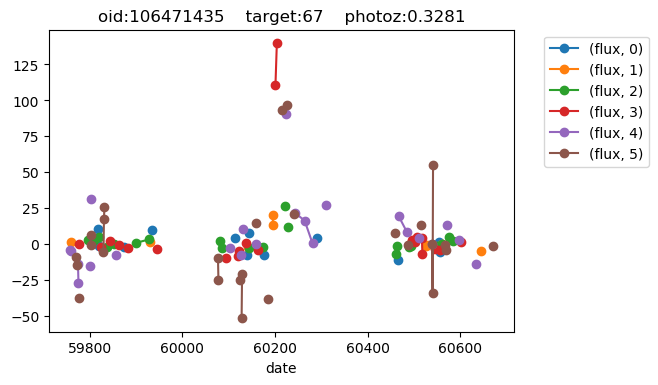 oid:106471435    target:67    photoz:0.3281
(flux, 0)
(flux, 1)
(flux, 2)
(flux, 3)
(flux, 4)
(flux, 5)
125
100
75
50
25
0
−25
−50
59800 60000 60200 60400 60600
date